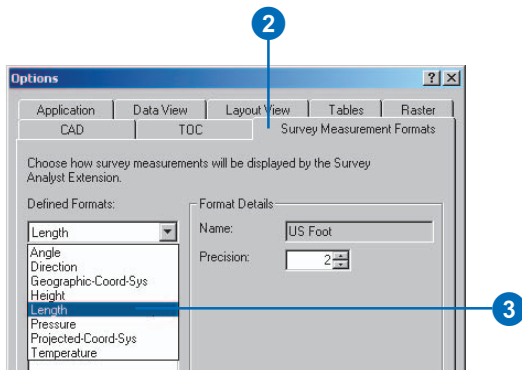 2
Options
Application Data View Layout View Tables Raster
CAD TOC Survey Measurement Formats
Choose how survey measurements will be displayed by the Survey
Analyst Extension.
Defined Formats:
Format Details
Length
Name: US Foot
Angle
Precision: 2
Direction
Geographic-Coord-Sys
Height
Length
3
Pressure
Projected-Coord-Sys
Temperature